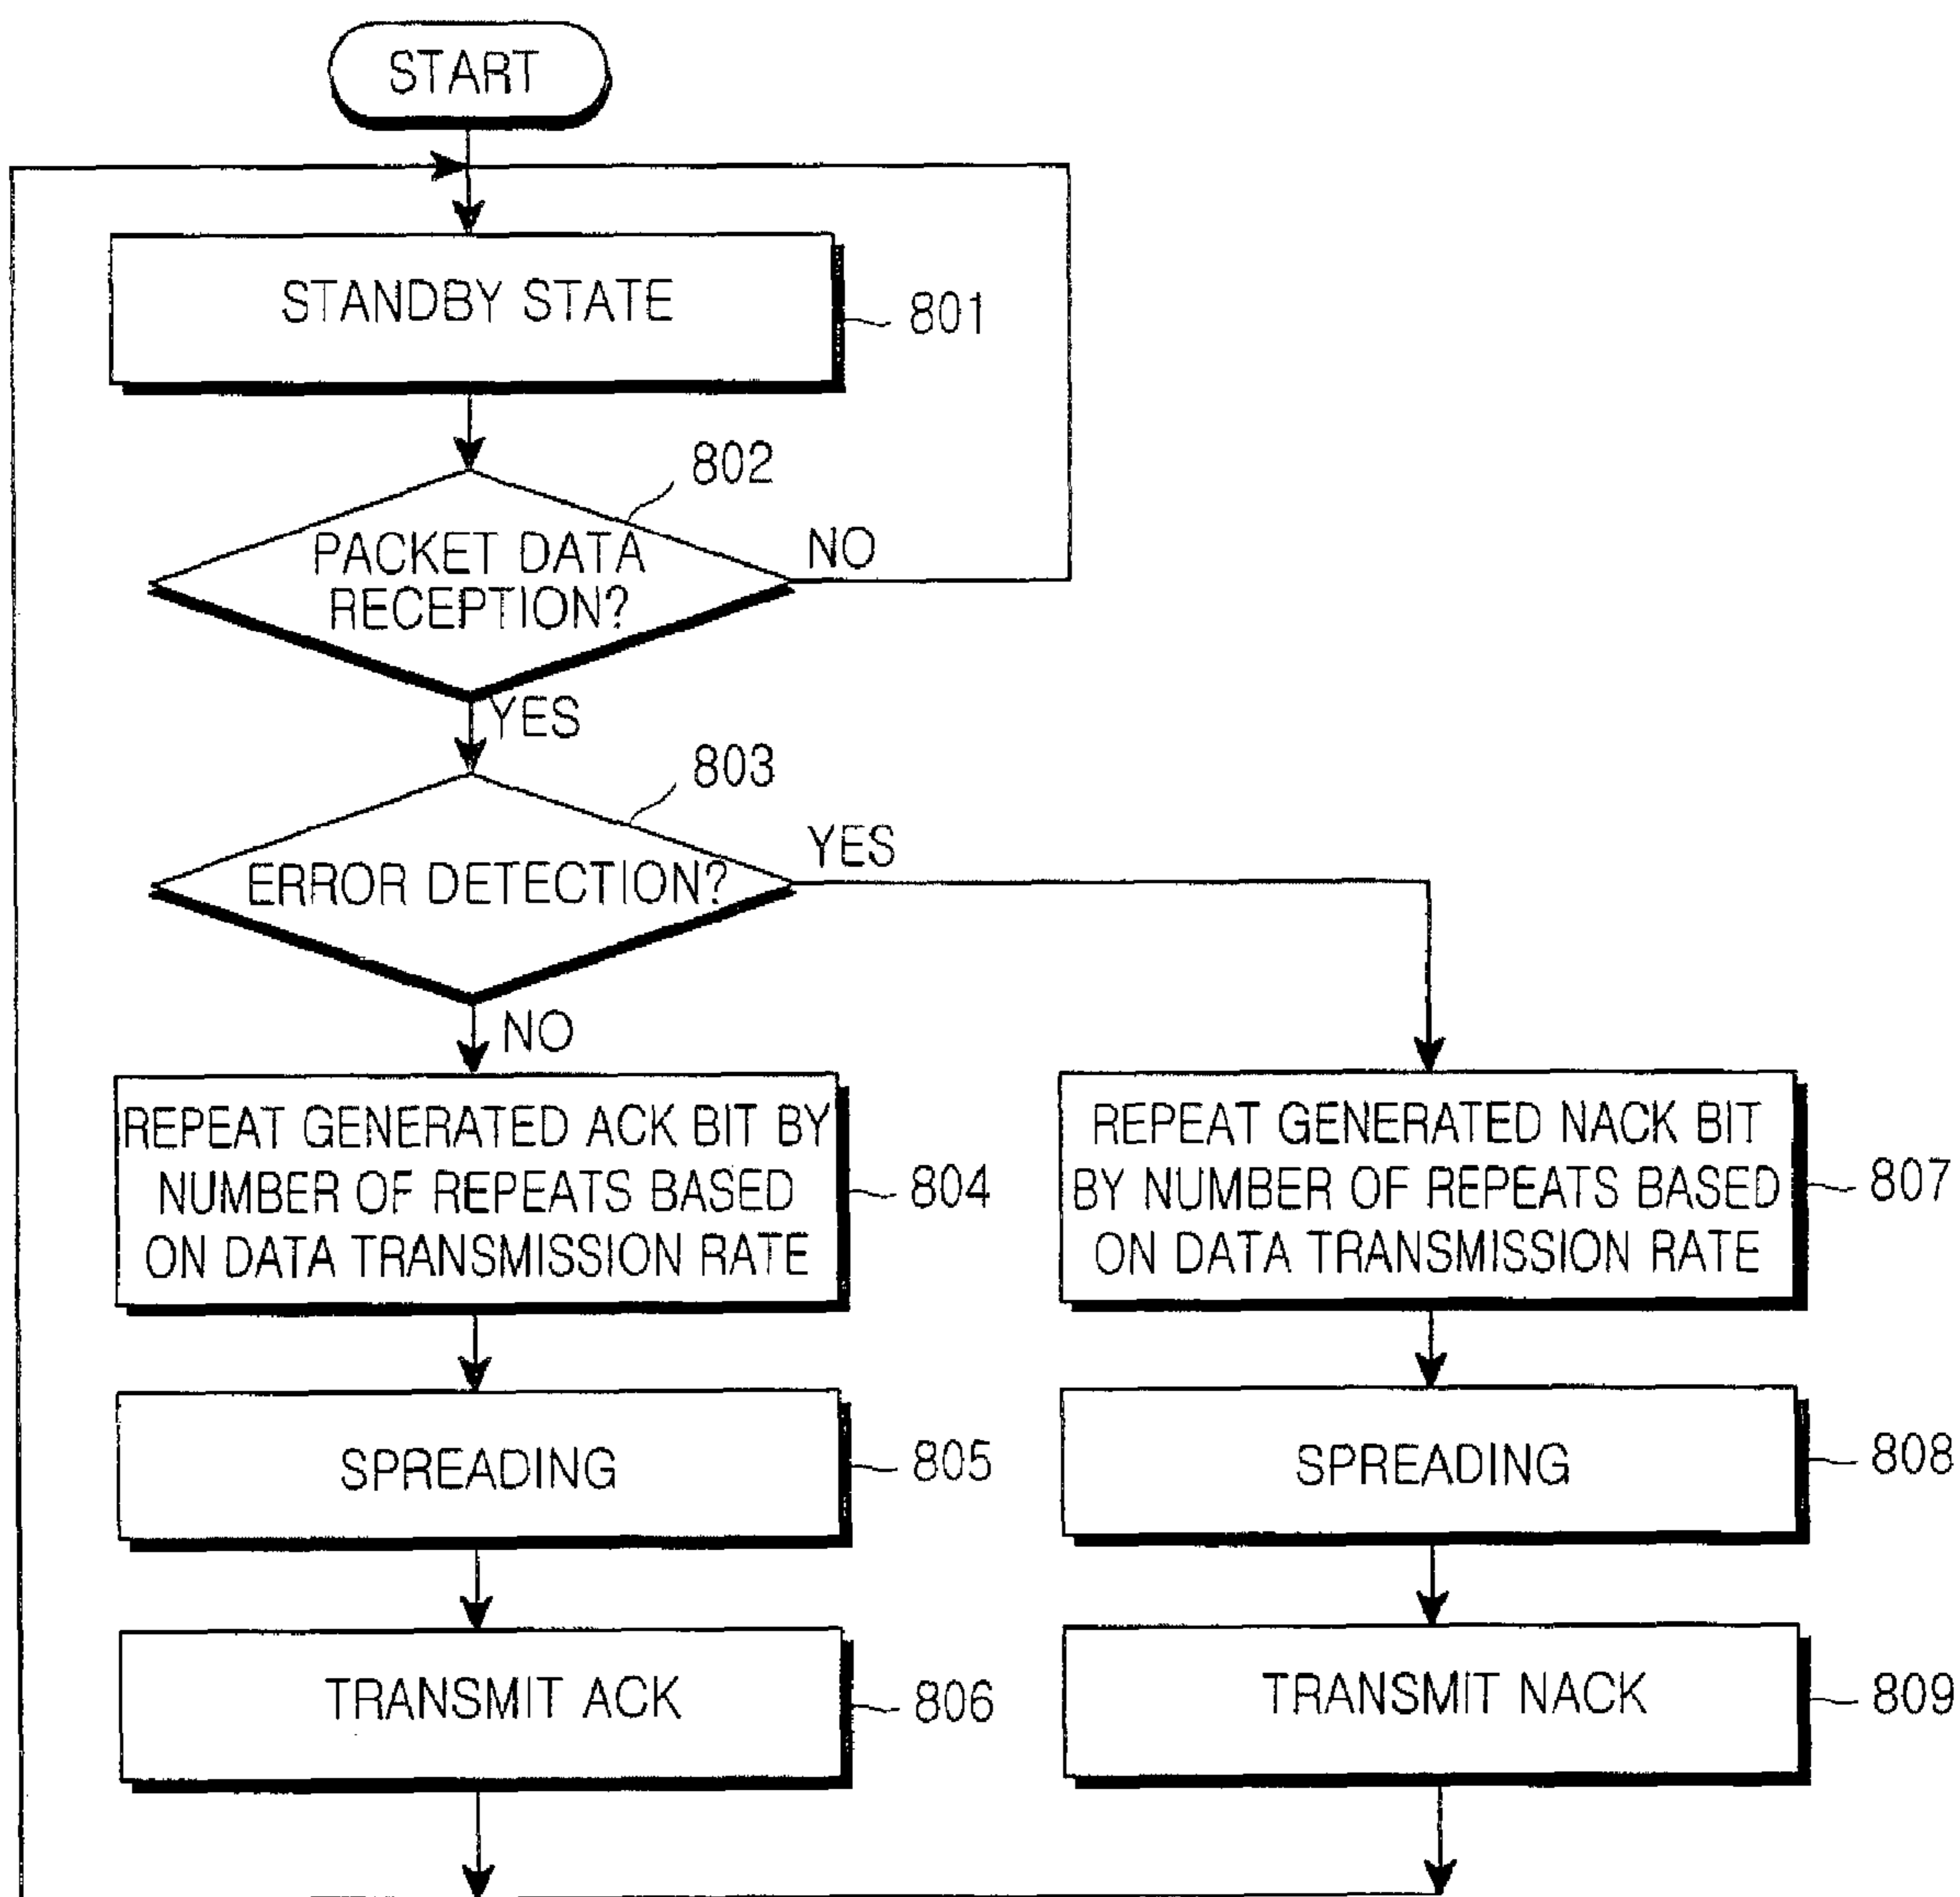 START
STANDBY STATE
801
802
PACKET DATA
RECEPTION?
NO
YES
803
ERROR DETECTION?
YES
NO
REPEAT GENERATED ACK BIT BY
NUMBER OF REPEATS BASED
ON DATA TRANSMISSION RATE
804
REPEAT GENERATED NACK BIT
BY NUMBER OF REPEATS BASED
ON DATA TRANSMISSION RATE
807
SPREADING
805
SPREADING
808
TRANSMIT ACK
806
TRANSMIT NACK
809